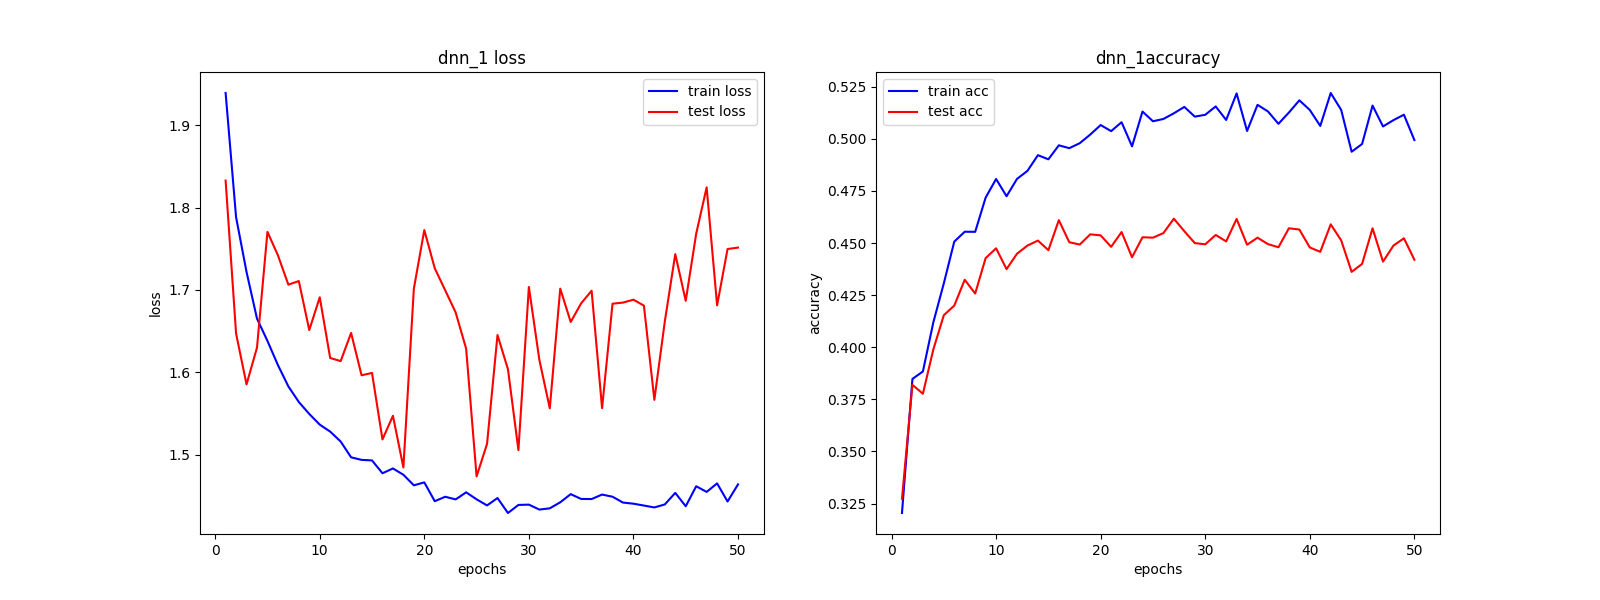 dnn_1 loss
train loss
test loss
1.9
1.8
1.7
1.6
1.5
loss
0
10
20
30
40
50
epochs
dnn_1accuracy
train acc
test acc
0.525
0.500
0.475
0.450
0.425
0.400
0.375
0.350
0.325
accuracy
0
10
20
30
40
50
epochs